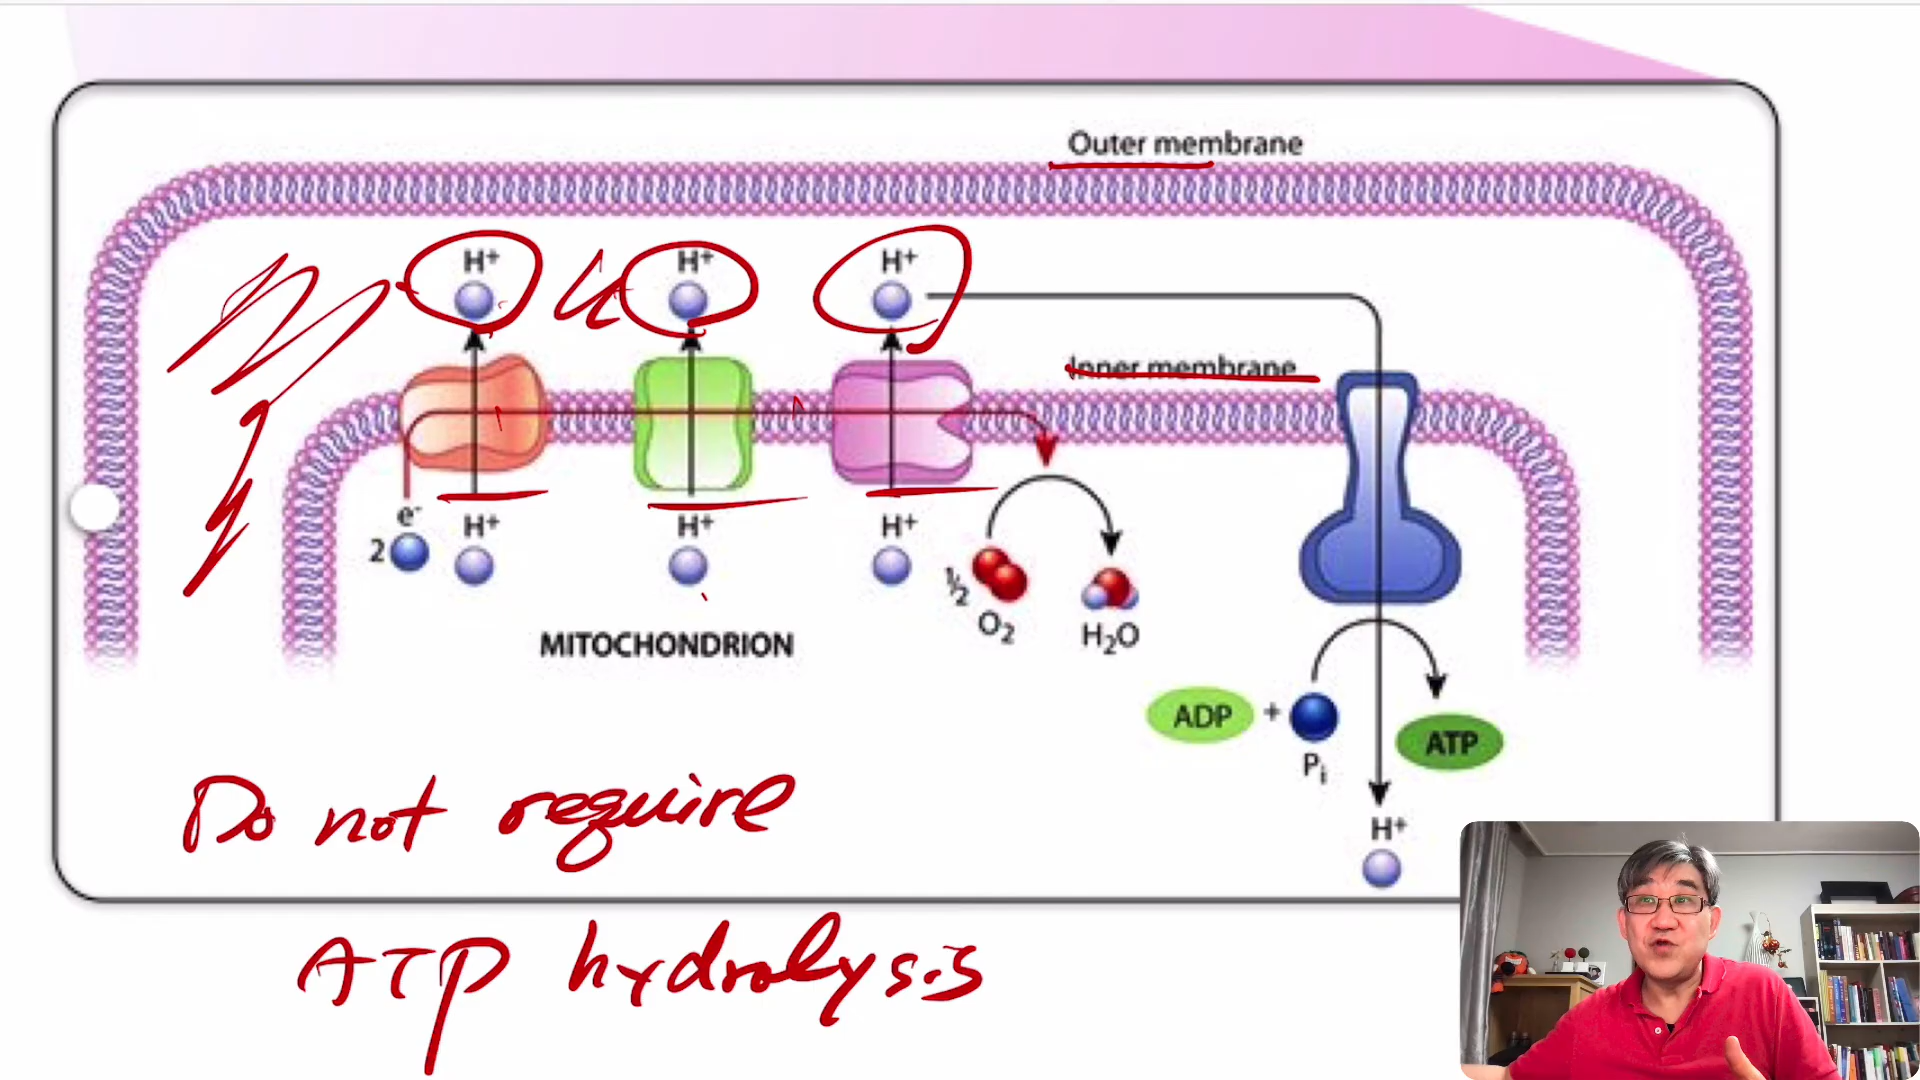 Outer membrane
H⁺ H⁺ H⁺
Inner membrane
e⁻
2
H⁺ H⁺ H⁺
½ O₂
H₂O
MITOCHONDRION
ADP + Pᵢ
ATP
H⁺
Do not require
ATP hydrolysis